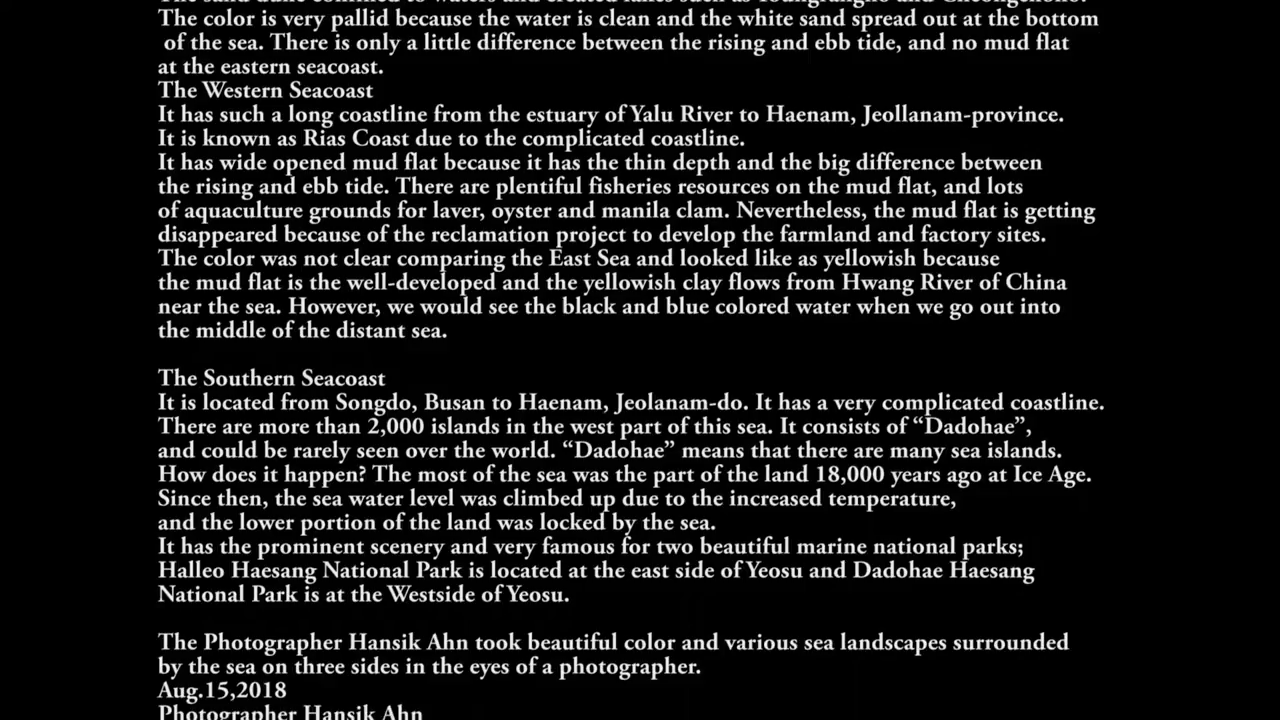 The sand dune confined to waters and created lakes such as Youngrangho and Cheongchoho.
The color is very pallid because the water is clean and the white sand spread out at the bottom
of the sea. There is only a little difference between the rising and ebb tide, and no mud flat
at the eastern seacoast.
The Western Seacoast
It has such a long coastline from the estuary of Yalu River to Haenam, Jeollanam-province.
It is known as Rias Coast due to the complicated coastline.
It has wide opened mud flat because it has the thin depth and the big difference between
the rising and ebb tide. There are plentiful fisheries resources on the mud flat, and lots
of aquaculture grounds for laver, oyster and manila clam. Nevertheless, the mud flat is getting
disappeared because of the reclamation project to develop the farmland and factory sites.
The color was not clear comparing the East Sea and looked like as yellowish because
the mud flat is the well-developed and the yellowish clay flows from Hwang River of China
near the sea. However, we would see the black and blue colored water when we go out into
the middle of the distant sea.
The Southern Seacoast
It is located from Songdo, Busan to Haenam, Jeolanam-do. It has a very complicated coastline.
There are more than 2,000 islands in the west part of this sea. It consists of “Dadohae”,
and could be rarely seen over the world. “Dadohae” means that there are many sea islands.
How does it happen? The most of the sea was the part of the land 18,000 years ago at Ice Age.
Since then, the sea water level was climbed up due to the increased temperature,
and the lower portion of the land was locked by the sea.
It has the prominent scenery and very famous for two beautiful marine national parks;
Halleo Haesang National Park is located at the east side of Yeosu and Dadohae Haesang
National Park is at the Westside of Yeosu.
The Photographer Hansik Ahn took beautiful color and various sea landscapes surrounded
by the sea on three sides in the eyes of a photographer.
Aug.15,2018
Photographer Hansik Ahn